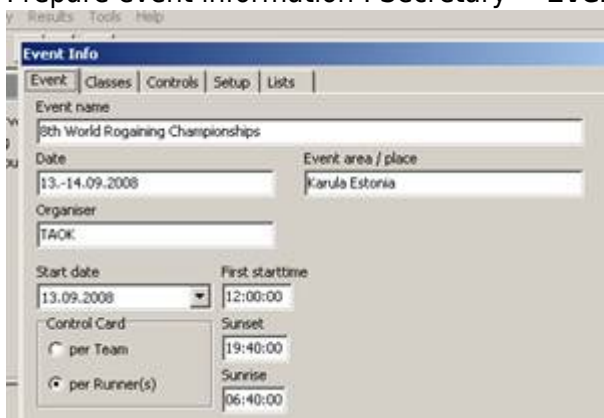 Prepare event information : Secretary
Results Tools Help
Event Info
Event Classes Controls Setup Lists
Event name
8th World Rogaining Championships
Date Event area / place
13.-14.09.2008 Karula Estonia
Organiser
TAOK
Start date First starttime
13.09.2008 12:00:00
Control Card Sunset
per Team 19:40:00
per Runner(s) Sunrise
06:40:00